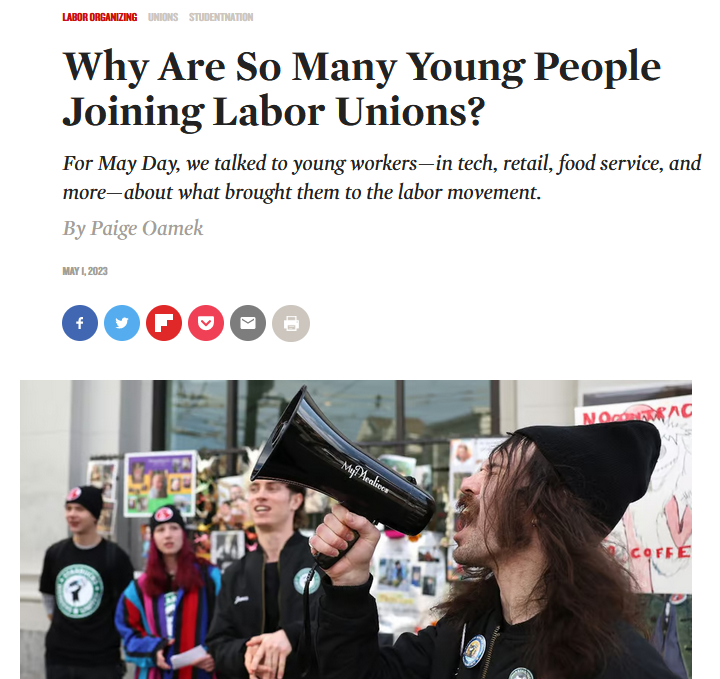 LABOR ORGANIZING UNIONS STUDENTNATION
Why Are So Many Young People
Joining Labor Unions?
For May Day, we talked to young workers—in tech, retail, food service, and
more—about what brought them to the labor movement.
By Paige Oamek
MAY 1, 2023
NO CONTRAC
COFFE